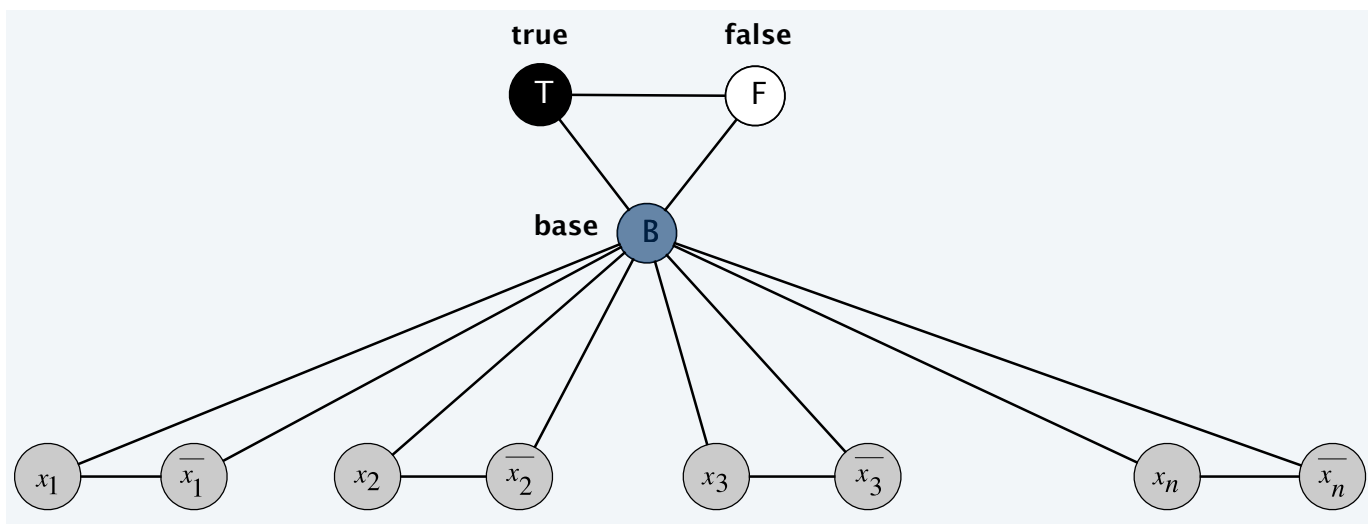 true false
T F
base B
x₁ x̅₁ x₂ x̅₂ x₃ x̅₃ xₙ x̅ₙ